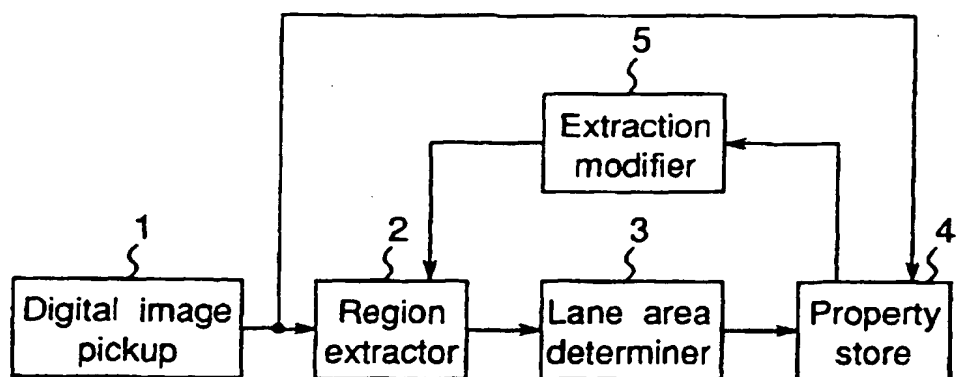 5
Extraction
modifier
1
2
3
4
Digital image
pickup
Region
extractor
Lane area
determiner
Property
store